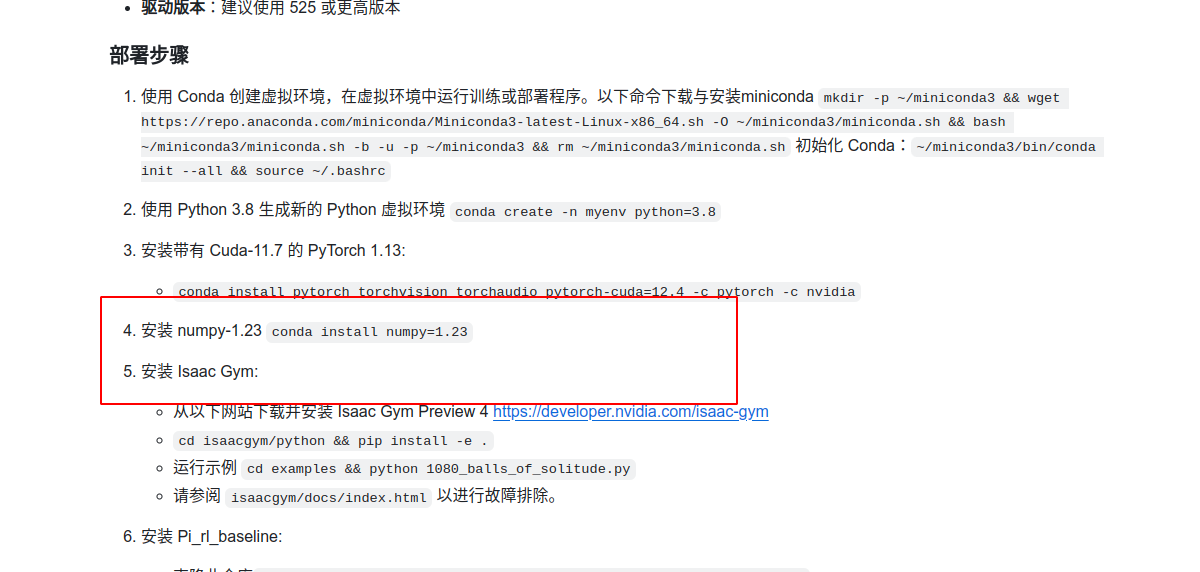 • 驱动版本：建议使用 525 或更高版本
部署步骤
1. 使用 Conda 创建虚拟环境，在虚拟环境中运行训练或部署程序。以下命令下载与安装miniconda mkdir -p ~/miniconda3 && wget
https://repo.anaconda.com/miniconda/Miniconda3-latest-Linux-x86_64.sh -O ~/miniconda3/miniconda.sh && bash
~/miniconda3/miniconda.sh -b -u -p ~/miniconda3 && rm ~/miniconda3/miniconda.sh 初始化 Conda：~/miniconda3/bin/conda
init --all && source ~/.bashrc
2. 使用 Python 3.8 生成新的 Python 虚拟环境 conda create -n myenv python=3.8
3. 安装带有 Cuda-11.7 的 PyTorch 1.13:
conda install pytorch torchvision torchaudio pytorch-cuda=12.4 -c pytorch -c nvidia
4. 安装 numpy-1.23 conda install numpy=1.23
5. 安装 Isaac Gym:
从以下网站下载并安装 Isaac Gym Preview 4 https://developer.nvidia.com/isaac-gym
cd isaacgym/python && pip install -e .
运行示例 cd examples && python 1080_balls_of_solitude.py
请参阅 isaacgym/docs/index.html 以进行故障排除。
6. 安装 Pi_rl_baseline: